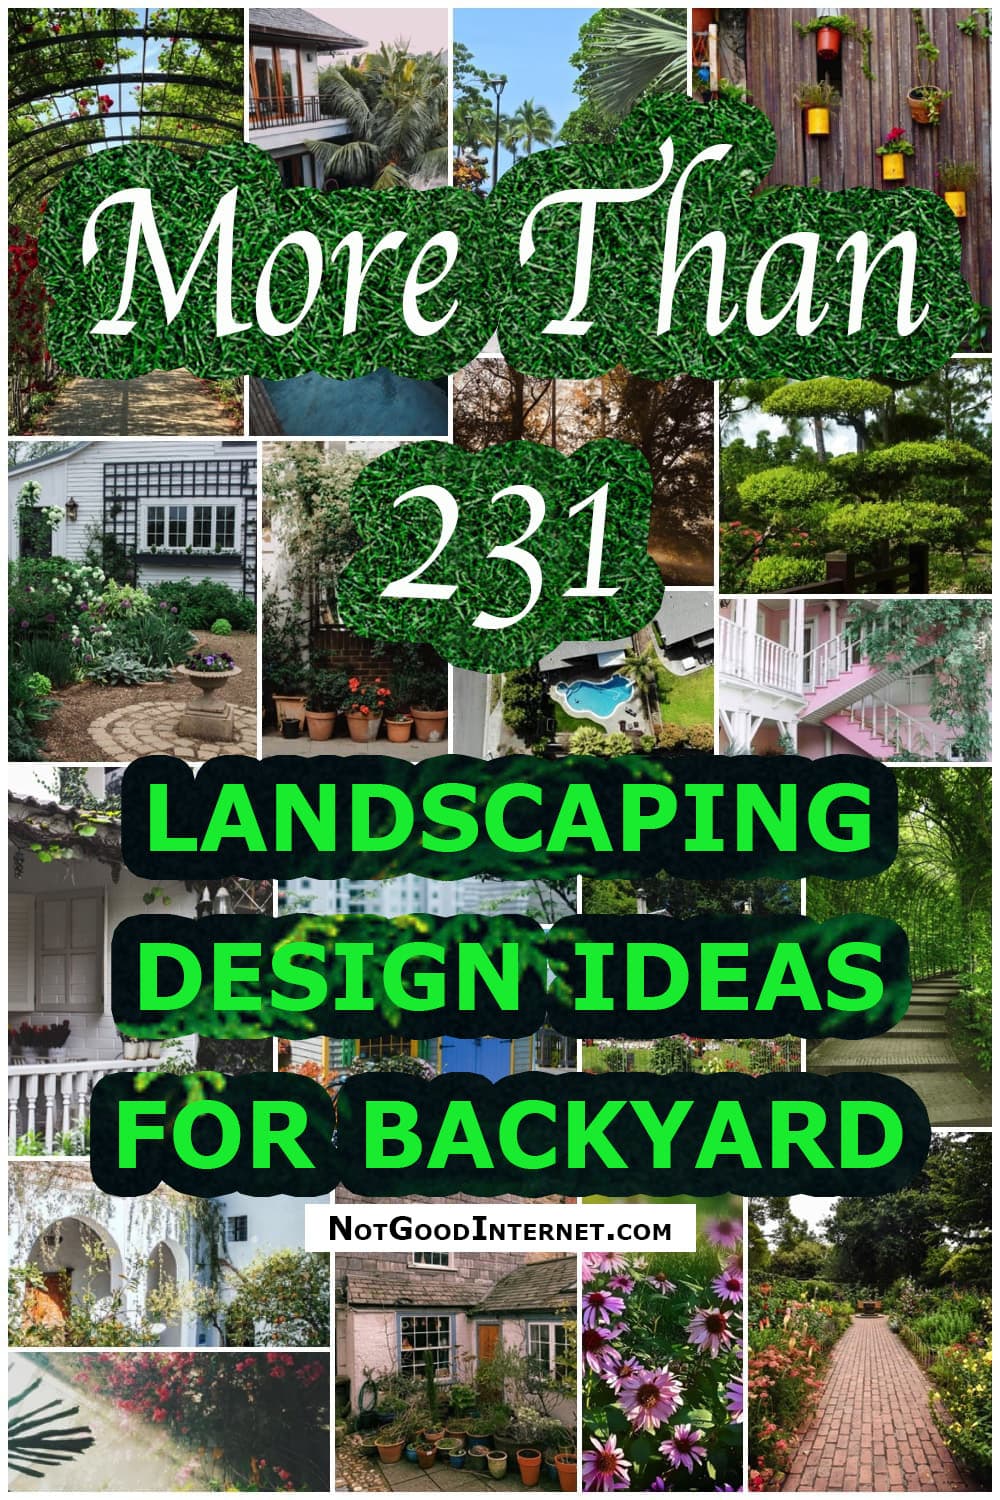 More Than
231
LANDSCAPING
DESIGN IDEAS
FOR BACKYARD
NotGoodInternet.com